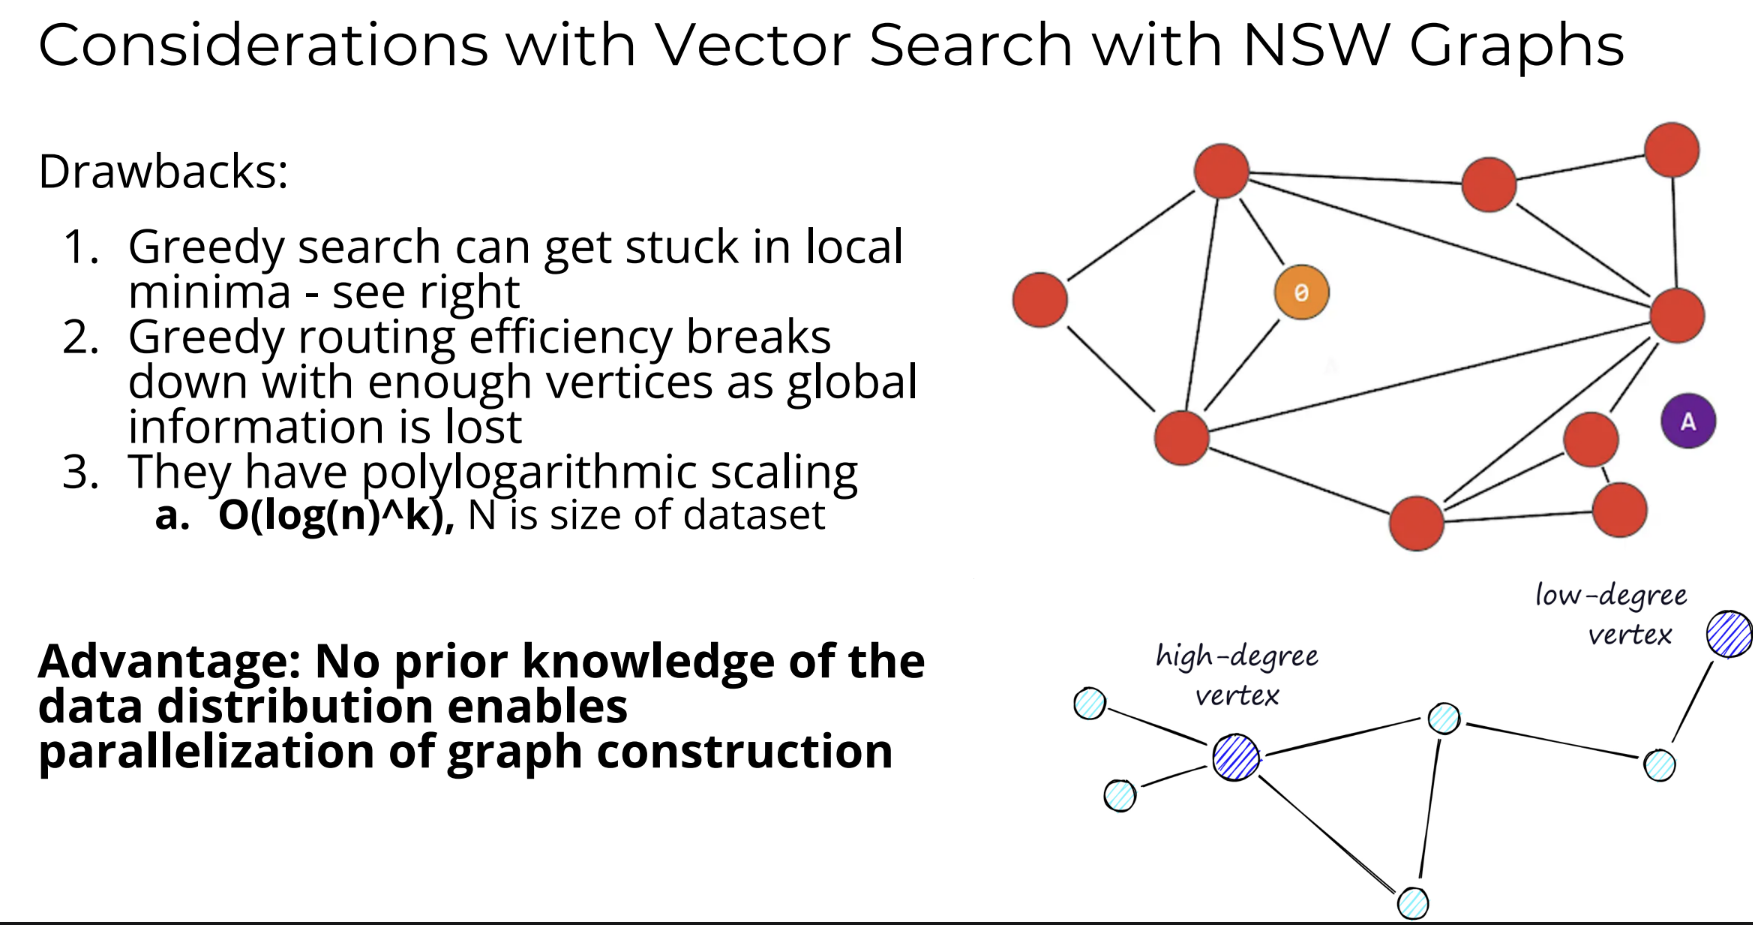 Considerations with Vector Search with NSW Graphs
Drawbacks:
1. Greedy search can get stuck in local
minima - see right
2. Greedy routing efficiency breaks
down with enough vertices as global
information is lost
3. They have polylogarithmic scaling
a. O(log(n)^k), N is size of dataset
Advantage: No prior knowledge of the
data distribution enables
parallelization of graph construction
0
A
A
low-degree
vertex
high-degree
vertex